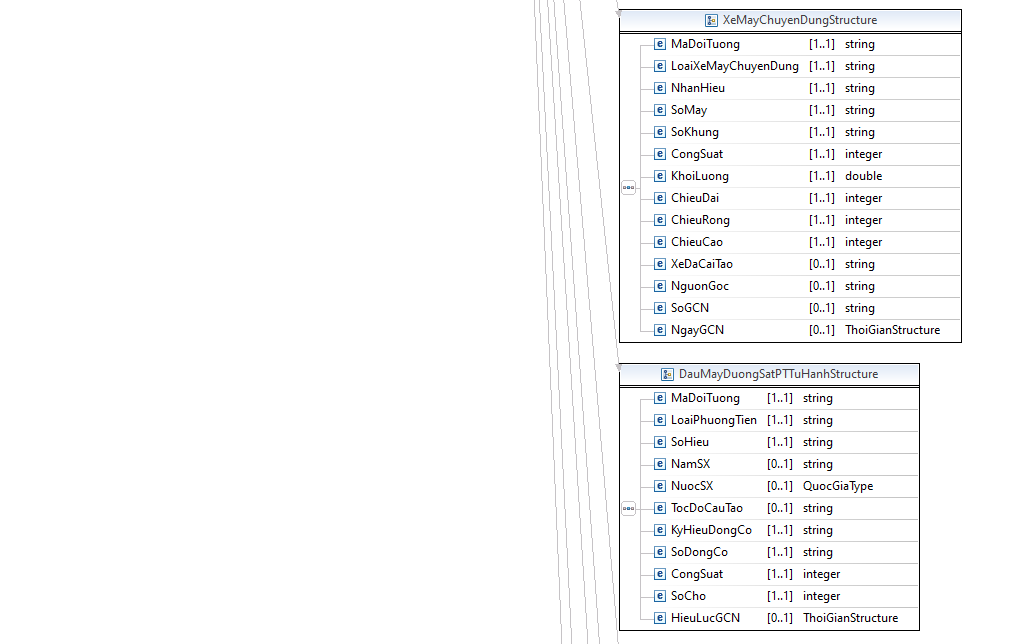 XeMayChuyenDungStructure
MaDoiTuong [1..1] string
LoaiXeMayChuyenDung [1..1] string
NhanHieu [1..1] string
SoMay [1..1] string
SoKhung [1..1] string
CongSuat [1..1] integer
KhoiLuong [1..1] double
ChieuDai [1..1] integer
ChieuRong [1..1] integer
ChieuCao [1..1] integer
XeDaCaiTao [0..1] string
NguonGoc [0..1] string
SoGCN [0..1] string
NgayGCN [0..1] ThoiGianStructure
DauMayDuongSatPTTuHanhStructure
MaDoiTuong [1..1] string
LoaiPhuongTien [1..1] string
SoHieu [1..1] string
NamSX [0..1] string
NuocSX [0..1] QuocGiaType
TocDoCauTao [0..1] string
KyHieuDongCo [1..1] string
SoDongCo [1..1] string
CongSuat [1..1] integer
SoCho [1..1] integer
HieuLucGCN [0..1] ThoiGianStructure